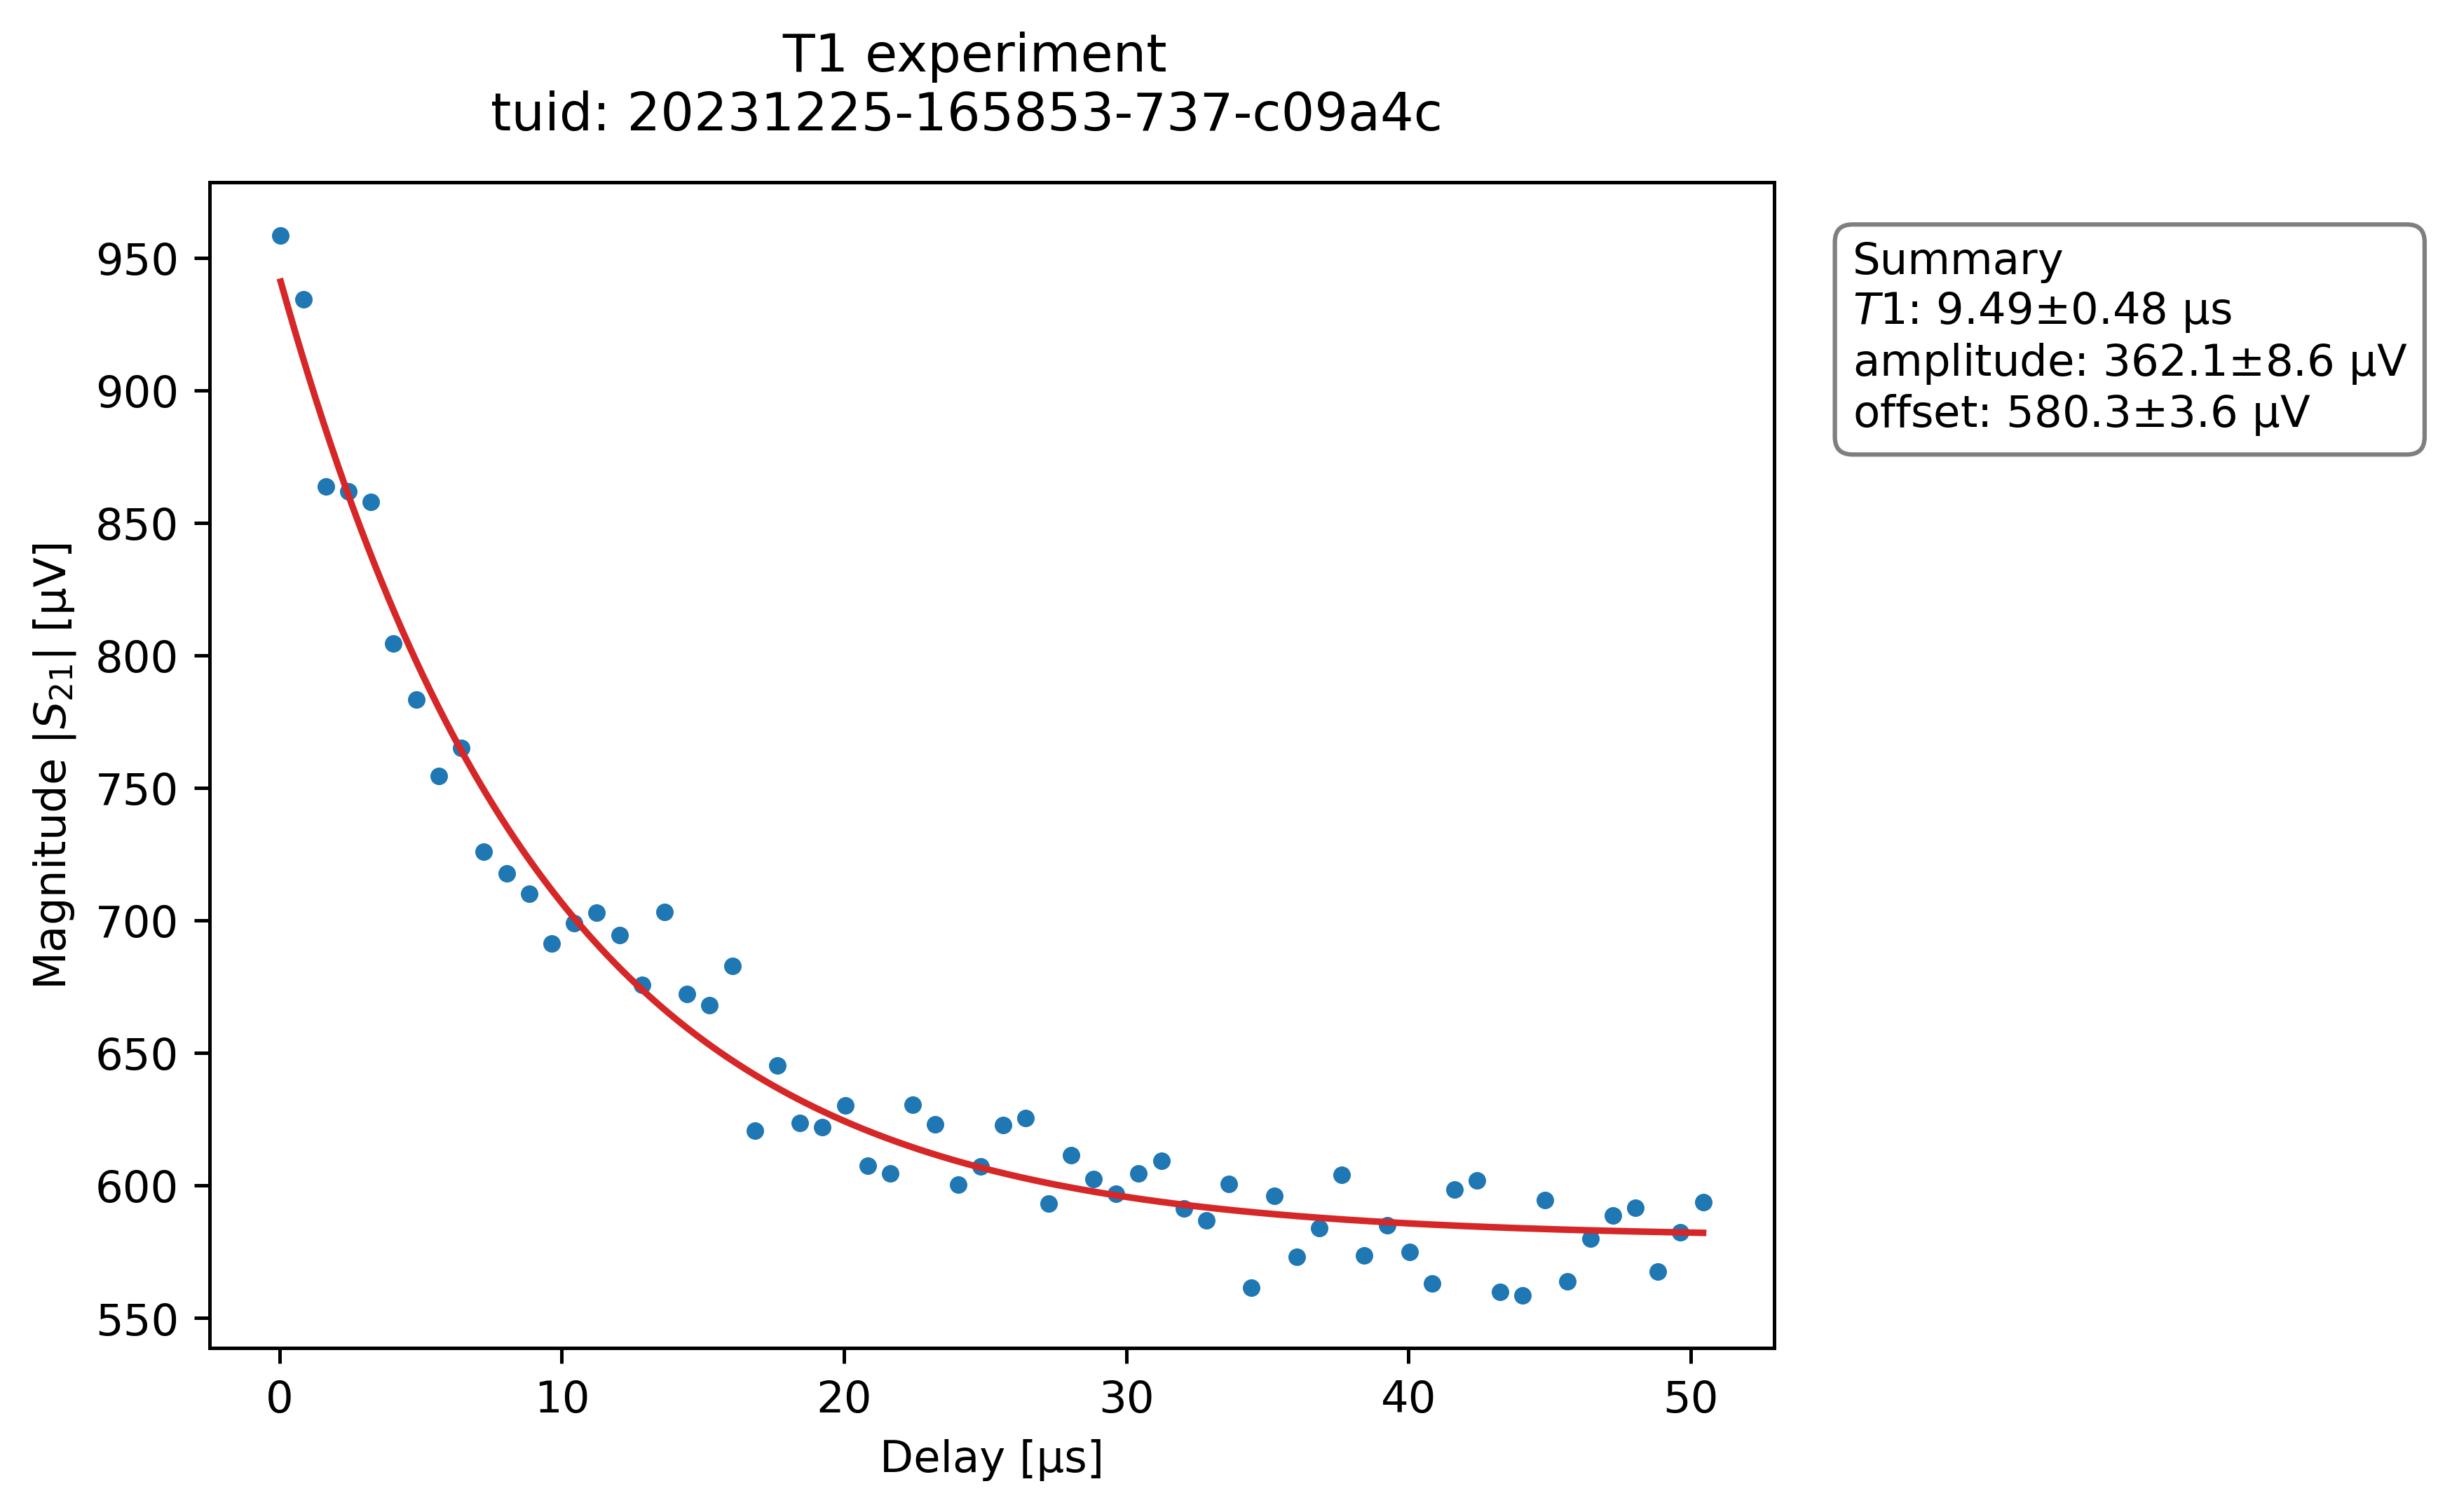 T1 experiment
tuid: 20231225-165853-737-c09a4c
Magnitude |S21| [µV]
950
900
850
800
750
700
650
600
550
0 10 20 30 40 50
Delay [µs]
Summary
T1: 9.49±0.48 µs
amplitude: 362.1±8.6 µV
offset: 580.3±3.6 µV